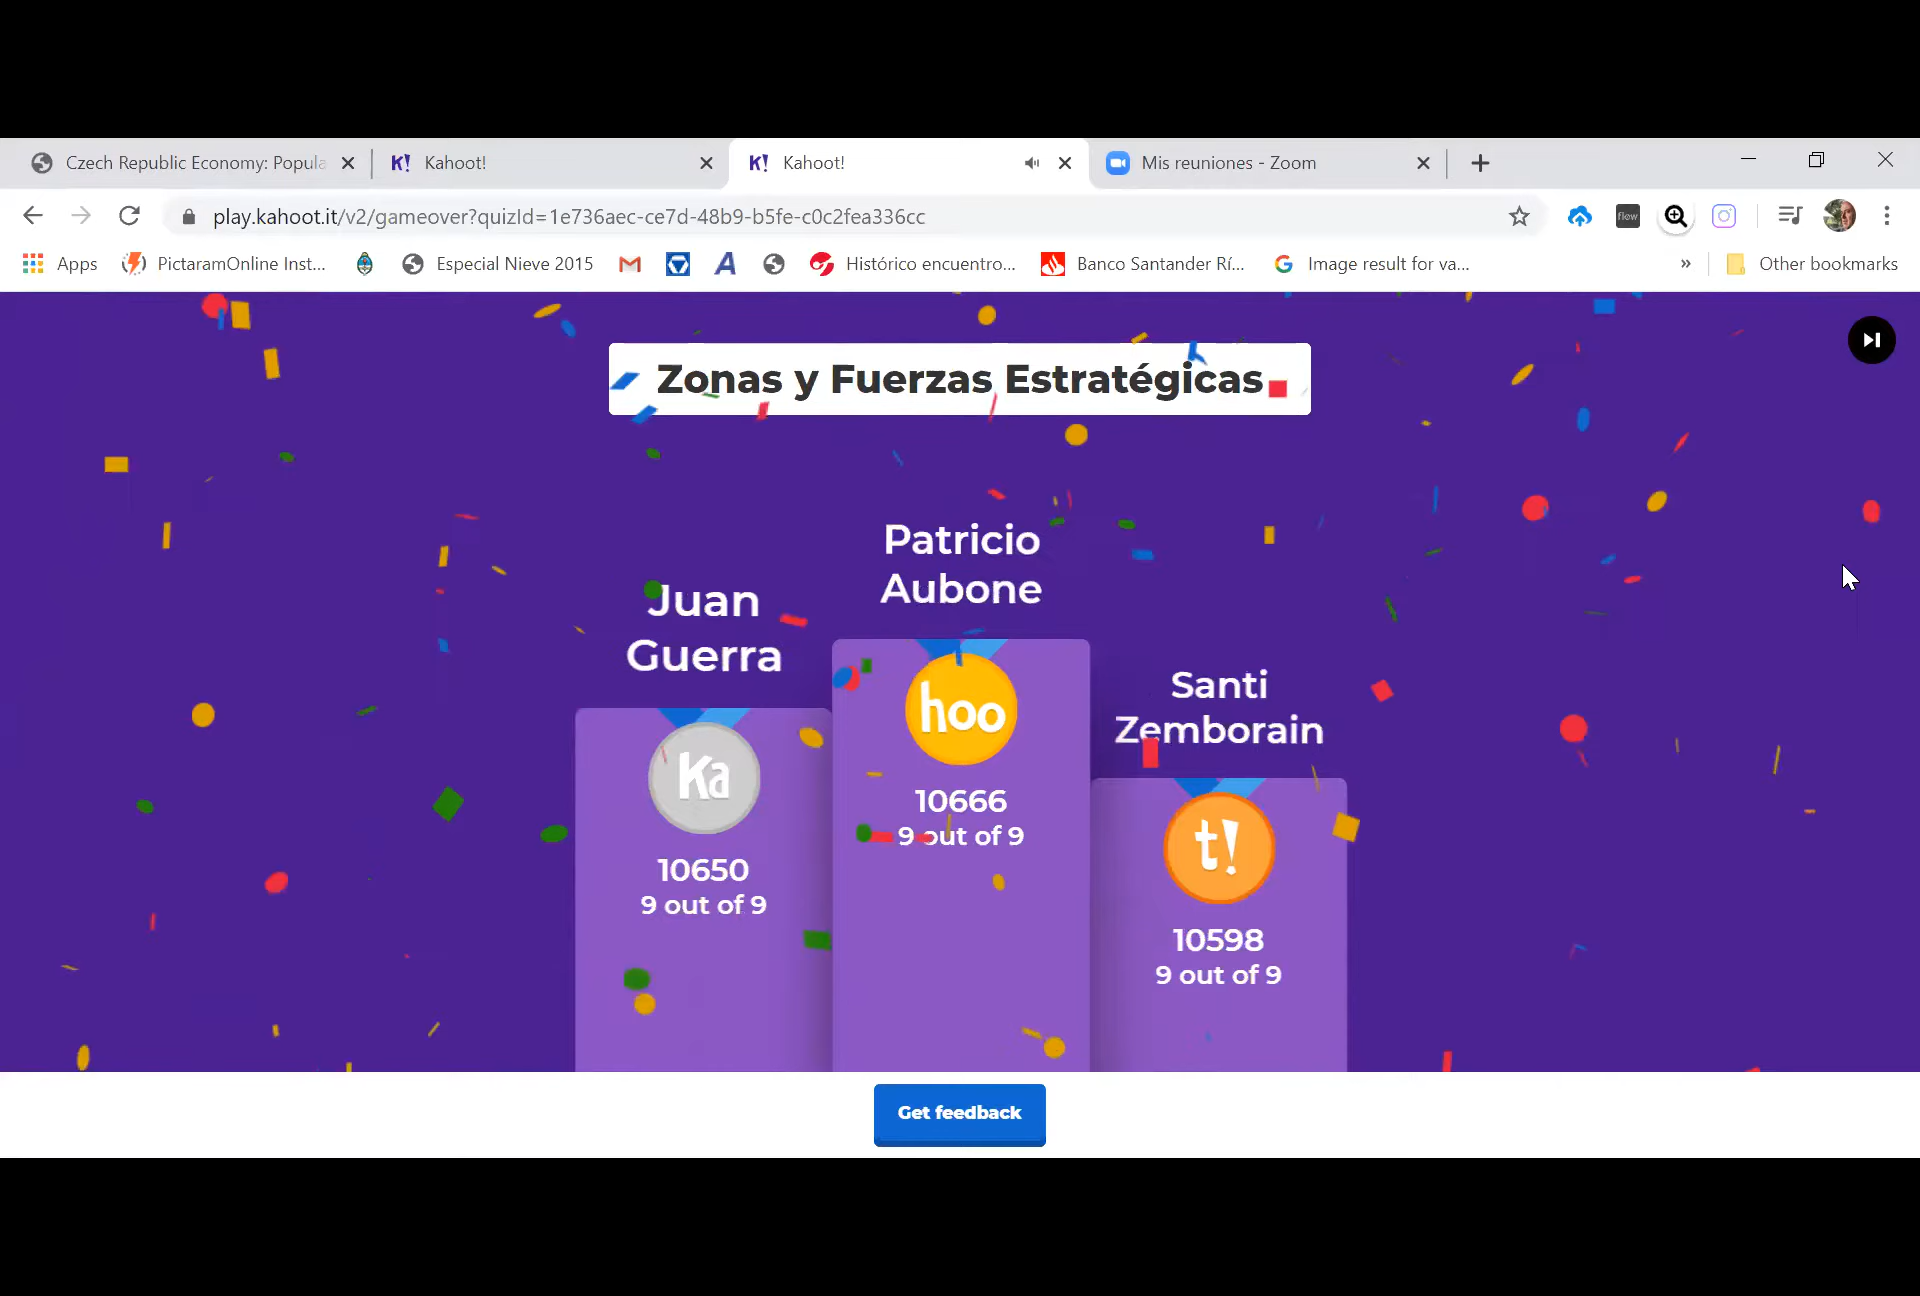 Czech Republic Economy: Popula
Kahoot!
Kahoot!
Mis reuniones - Zoom
play.kahoot.it/v2/gameover?quizId=1e736aec-ce7d-48b9-b5fe-c0c2fea336cc
flow
Apps
PictaramOnline Inst...
Especial Nieve 2015
Histórico encuentro...
Banco Santander Rí...
Image result for va...
»
Other bookmarks
Zonas y Fuerzas Estratégicas
Patricio
Aubone
Juan
Guerra
Santi
Zemborain
hoo
10666
9 out of 9
Ka
10650
9 out of 9
t!
10598
9 out of 9
Get feedback